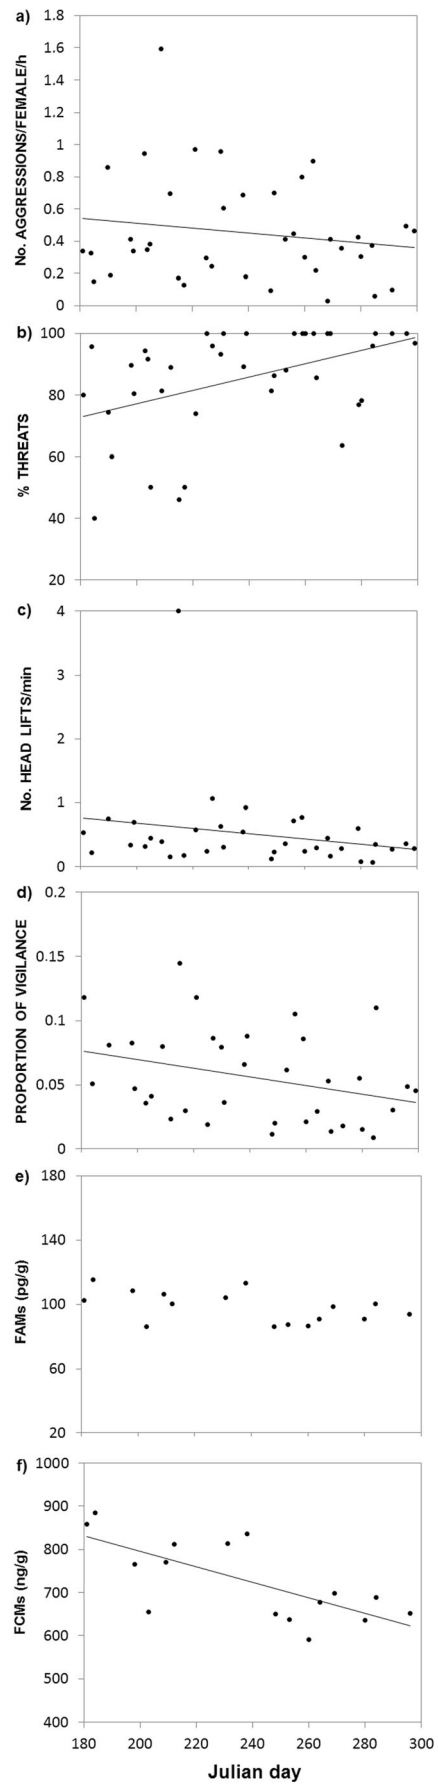 a)
No. AGGRESSIONS/FEMALE/h
1.8
1.6
1.4
1.2
1
0.8
0.6
0.4
0.2
0
b)
% THREATS
100
80
60
40
20
c)
No. HEAD LIFTS/min
4
3
2
1
0
d)
PROPORTION OF VIGILANCE
0.2
0.15
0.1
0.05
0
e)
FAMs (pg/g)
180
140
100
60
20
f)
FCMs (ng/g)
1000
900
800
700
600
500
400
180 200 220 240 260 280 300
Julian day